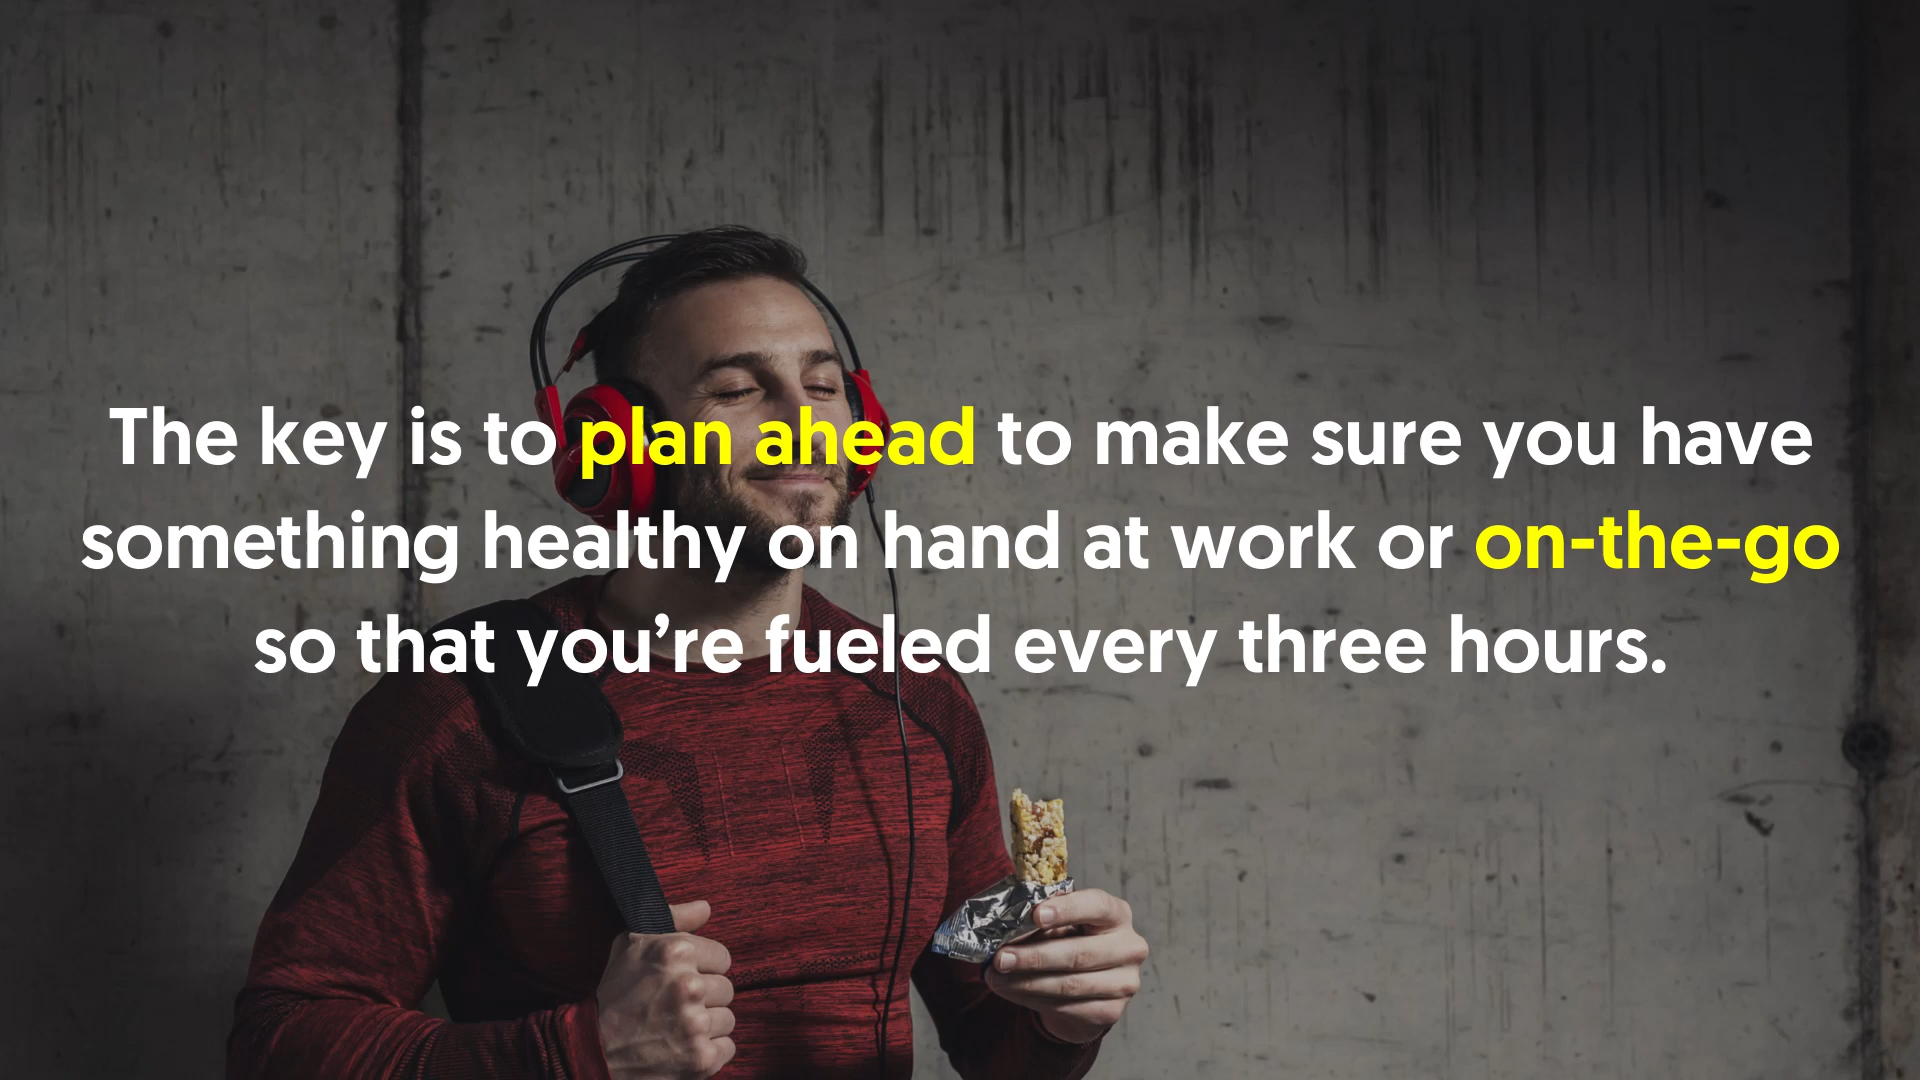 The key is to plan ahead to make sure you have
something healthy on hand at work or on-the-go
so that you’re fueled every three hours.